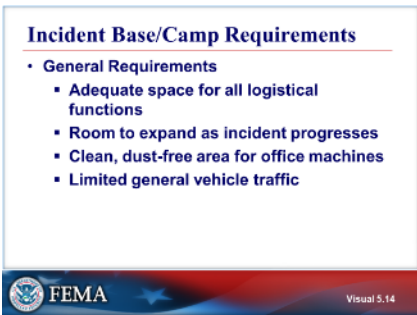 Incident Base/Camp Requirements
• General Requirements
▪ Adequate space for all logistical
functions
▪ Room to expand as incident progresses
▪ Clean, dust-free area for office machines
▪ Limited general vehicle traffic
FEMA
Visual 5.14